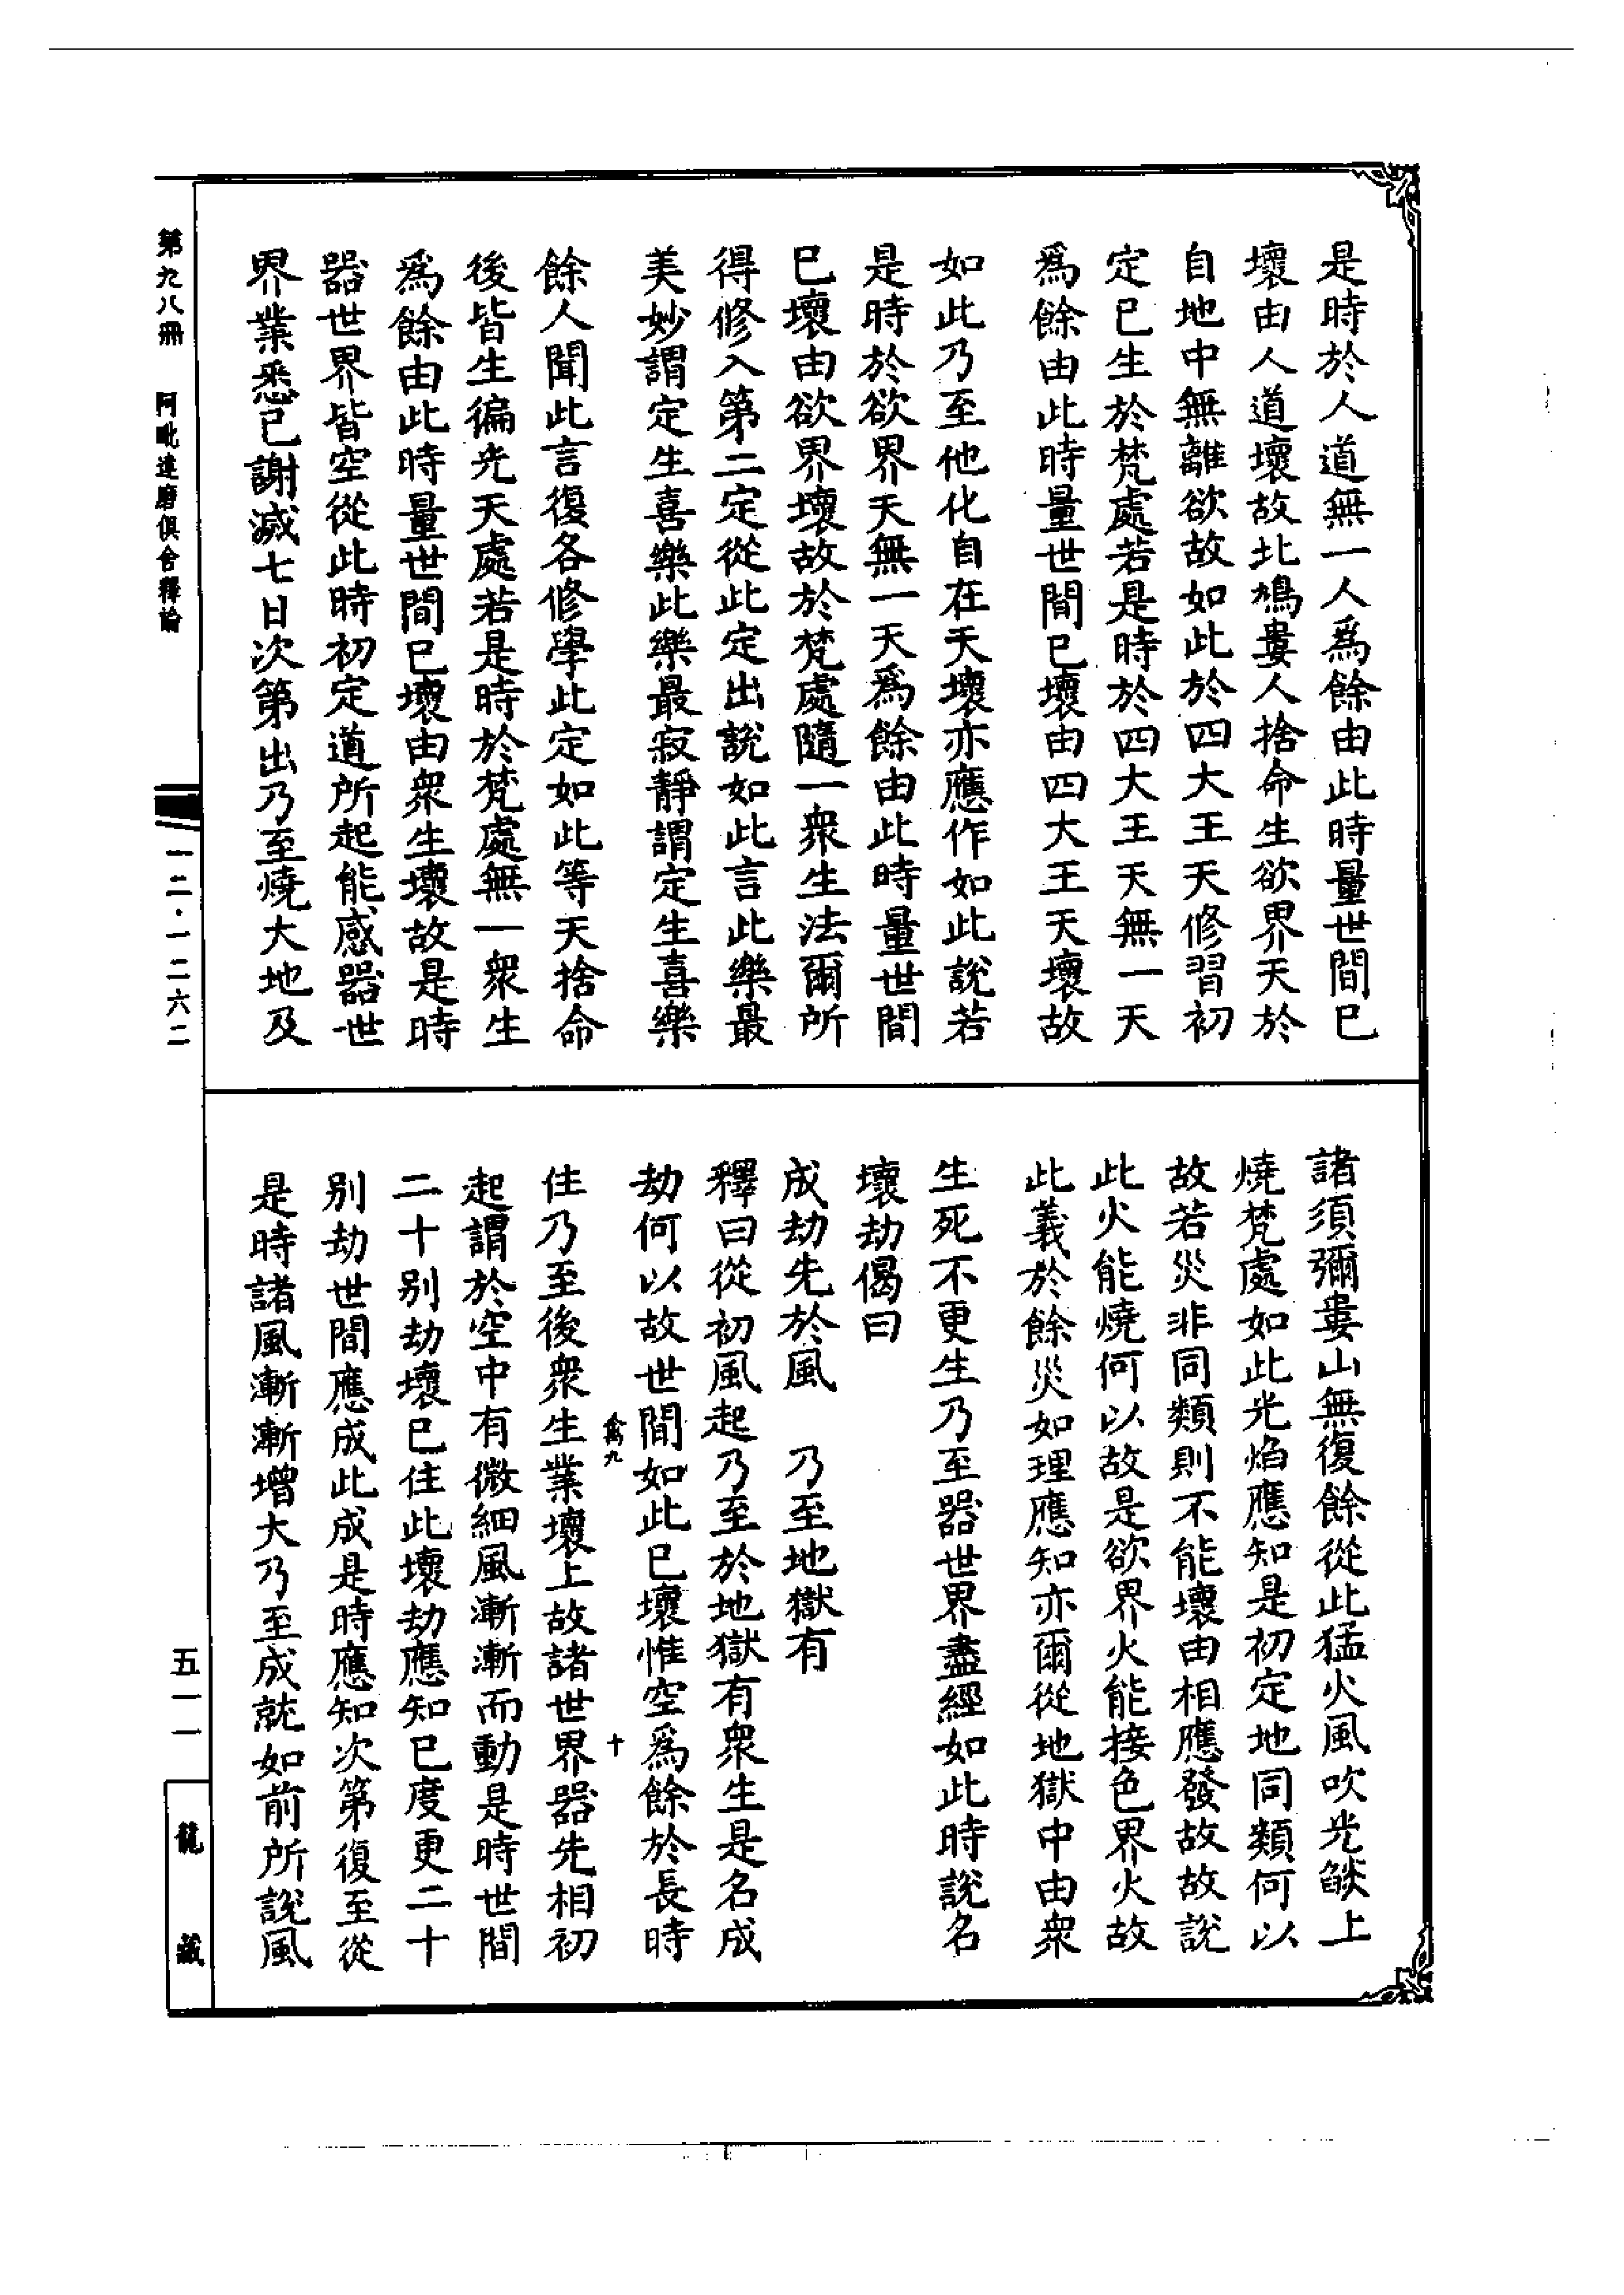 是時於人道無一人爲餘由此時量世間已
壞由人道壞故北鳩婁人捨命生欲界天於
自地中無離欲故如此於四大王天修習初
定已生於梵處若是時於四大王天無一天
爲餘由此時量世間已壞由四大王天壞故
如此乃至他化自在天壞亦應作如此說若
是時於欲界天無一天爲餘由此時量世間
已壞由欲界壞故於梵處隨一衆生法爾所
得修入第二定從此定出說如此言此樂最
美妙謂定生喜樂此樂最寂靜謂定生喜樂
餘人聞此言復各修學此定如此等天捨命
後皆生徧光天處若是時於梵處無一衆生
爲餘由此時量世間已壞由衆生壞故是時
器世界皆空從此時初定道所起能感器世
界業悉已謝滅七日次第出乃至燒大地及
諸須彌婁山無復餘從此猛火風吹光燄上
燒梵處如此光焰應知是初定地同類何以
故若災非同類則不能壞由相應發故故說
此火能燒何以故是欲界火能接色界火故
此義於餘災如理應知亦爾從地獄中由衆
生死不更生乃至器世界盡經如此時說名
壞劫偈曰
成劫先於風　乃至地獄有
釋曰從初風起乃至於地獄有衆生是名成
劫何以故世間如此已壞惟空爲餘於長時
禽九　十
住乃至後衆生業壞上故諸世界器先相初
起謂於空中有微細風漸漸而動是時世間
二十别劫壞已住此壞劫應知已度更二十
别劫世間應成此成是時應知次第復至從
是時諸風漸漸增大乃至成就如前所說風
第九八冊　阿毗達磨俱舍釋論
一二·一二六二
五一一
龍藏